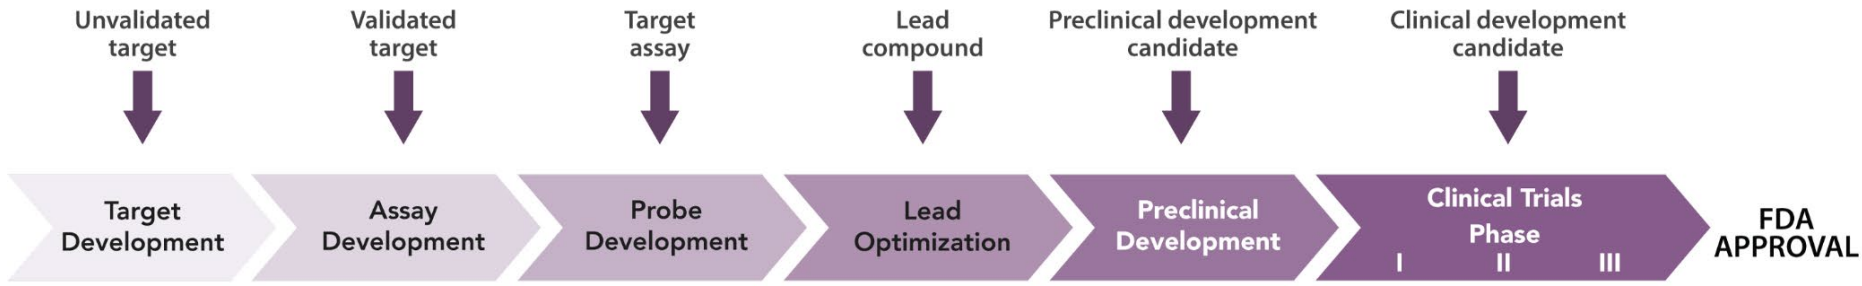 Unvalidated
target
Validated
target
Target
assay
Lead
compound
Preclinical development
candidate
Clinical development
candidate
Target
Development
Assay
Development
Probe
Development
Lead
Optimization
Preclinical
Development
Clinical Trials
Phase
I II III
FDA
APPROVAL